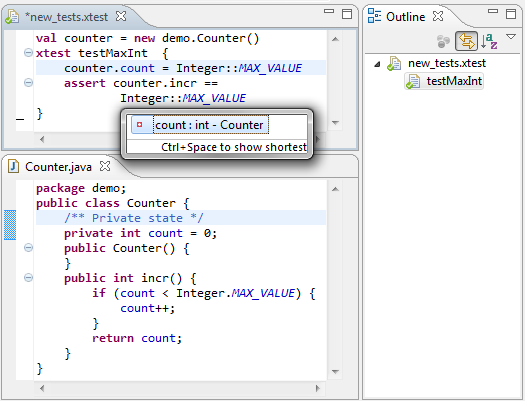 *new_tests.xtest
val counter = new demo.Counter()
xtest testMaxInt {
counter.count = Integer::MAX_VALUE
assert counter.incr ==
Integer::MAX_VALUE
}
count : int - Counter
Ctrl+Space to show shortest
Counter.java
package demo;
public class Counter {
/** Private state */
private int count = 0;
public Counter() {
}
public int incr() {
if (count < Integer.MAX_VALUE) {
count++;
}
return count;
}
}
Outline
new_tests.xtest
testMaxInt